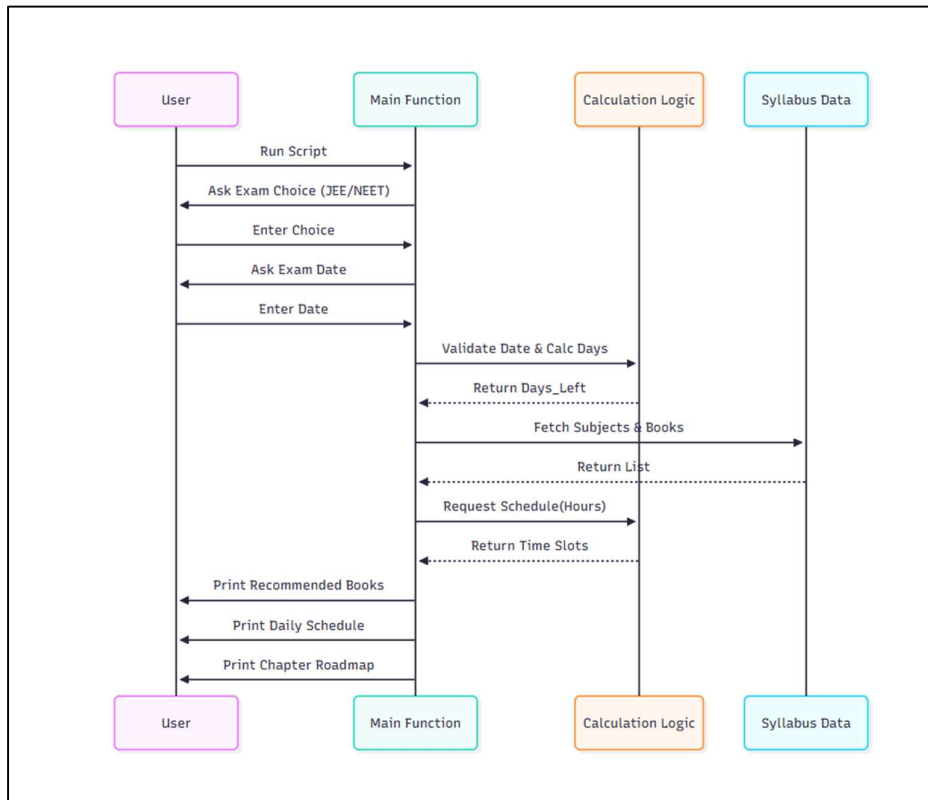 User
Main Function
Calculation Logic
Syllabus Data
Run Script
Ask Exam Choice (JEE/NEET)
Enter Choice
Ask Exam Date
Enter Date
Validate Date & Calc Days
Return Days_Left
Fetch Subjects & Books
Return List
Request Schedule(Hours)
Return Time Slots
Print Recommended Books
Print Daily Schedule
Print Chapter Roadmap
User
Main Function
Calculation Logic
Syllabus Data